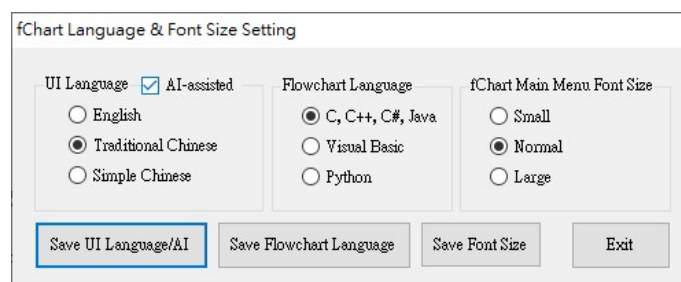 fChart Language & Font Size Setting
UI Language AI-assisted
English
Traditional Chinese
Simple Chinese
Flowchart Language
C, C++, C#, Java
Visual Basic
Python
fChart Main Menu Font Size
Small
Normal
Large
Save UI Language/AI
Save Flowchart Language
Save Font Size
Exit